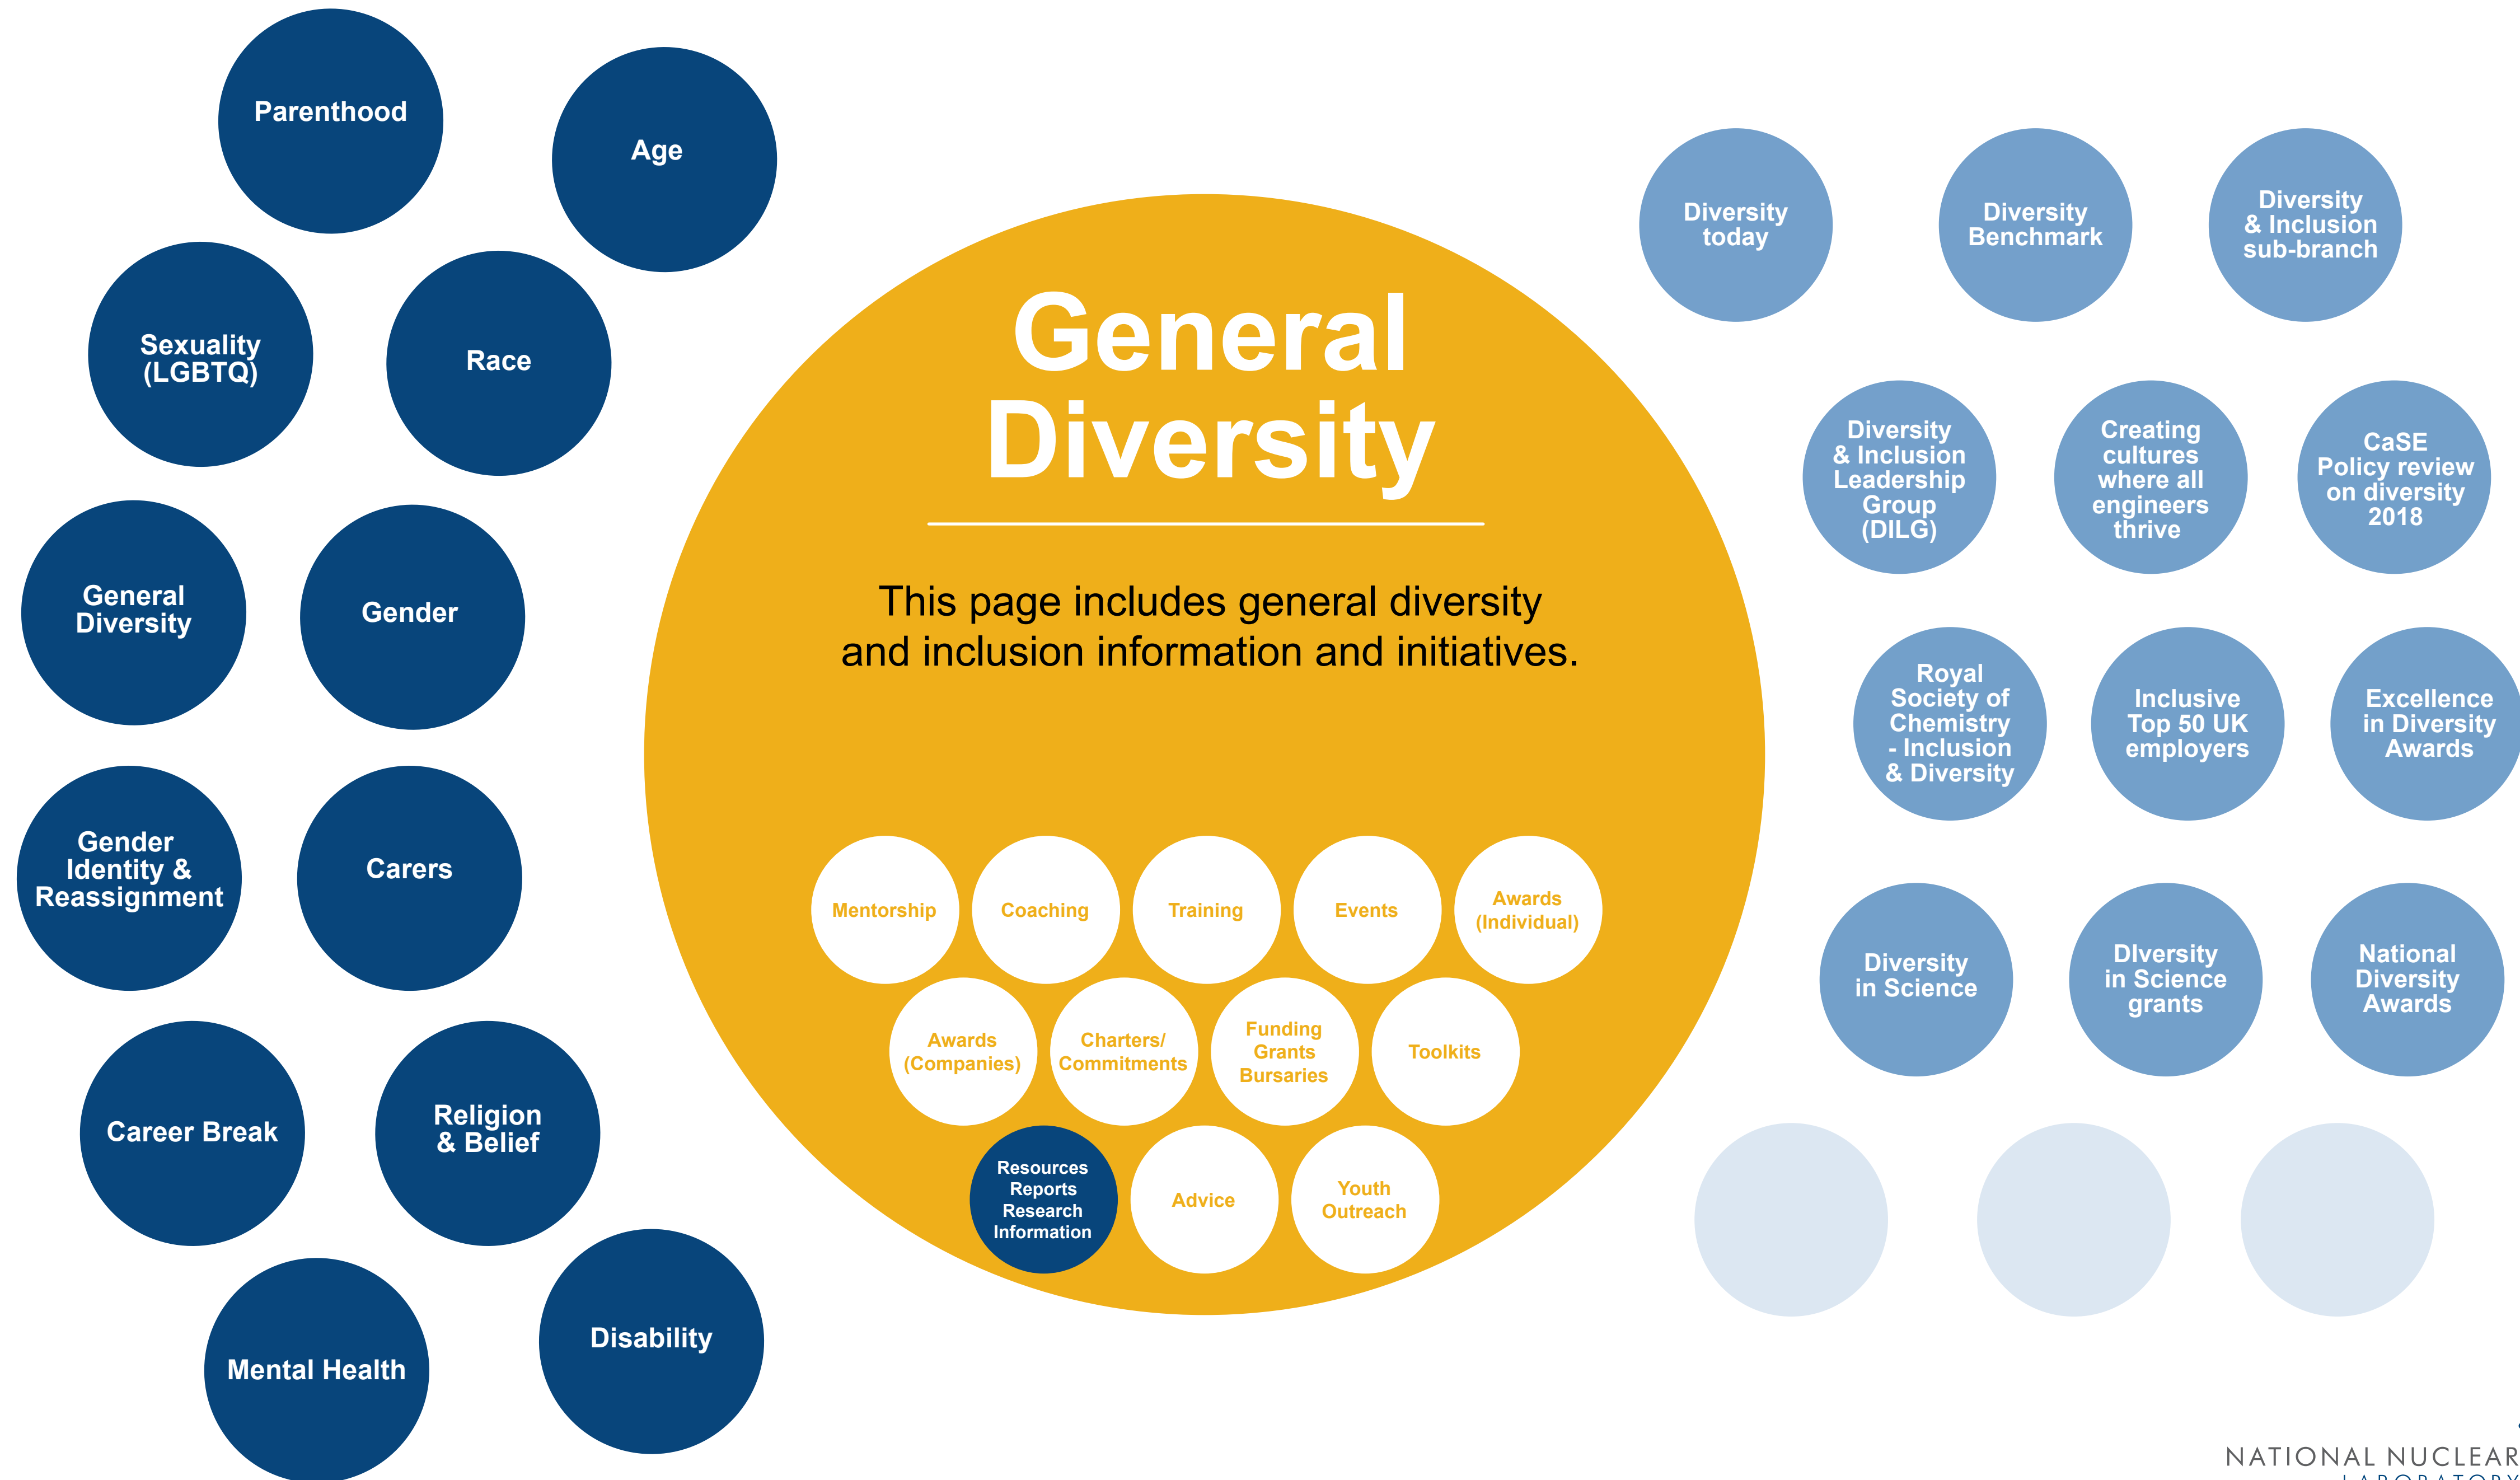 Parenthood
Age
Sexuality
(LGBTQ)
Race
General
Diversity
Gender
Gender
Identity &
Reassignment
Carers
Career Break
Religion
& Belief
Mental Health
Disability
General
Diversity
This page includes general diversity
and inclusion information and initiatives.
Mentorship
Coaching
Training
Events
Awards
(Individual)
Awards
(Companies)
Charters/
Commitments
Funding
Grants
Bursaries
Toolkits
Resources
Reports
Research
Information
Advice
Youth
Outreach
Diversity
today
Diversity
Benchmark
Diversity
& Inclusion
sub-branch
Diversity
& Inclusion
Leadership
Group
(DILG)
Creating
cultures
where all
engineers
thrive
CaSE
Policy review
on diversity
2018
Royal
Society of
Chemistry
- Inclusion
& Diversity
Inclusive
Top 50 UK
employers
Excellence
in Diversity
Awards
Diversity
in Science
DIversity
in Science
grants
National
Diversity
Awards
NATIONAL NUCLEAR
LABORATORY